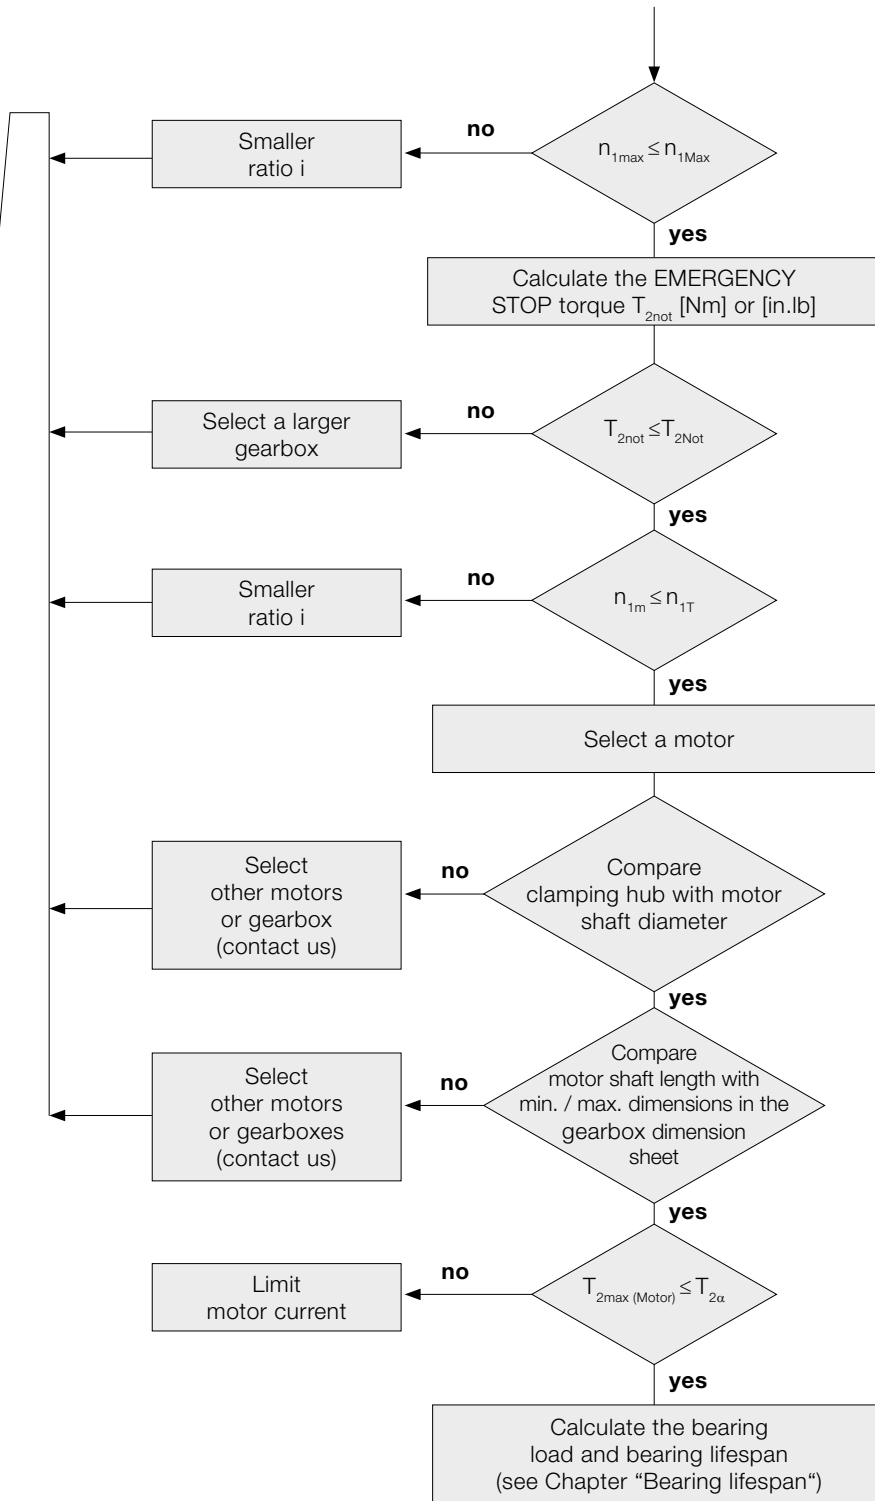 n1max ≤ n1Max
no
Smaller
ratio i
yes
Calculate the EMERGENCY
STOP torque T2not [Nm] or [in.lb]
T2not ≤ T2Not
no
Select a larger
gearbox
yes
n1m ≤ n1T
no
Smaller
ratio i
yes
Select a motor
Compare
clamping hub with motor
shaft diameter
no
Select
other motors
or gearbox
(contact us)
yes
Compare
motor shaft length with
min. / max. dimensions in the
gearbox dimension
sheet
no
Select
other motors
or gearboxes
(contact us)
yes
T2max (Motor) ≤ T2α
no
Limit
motor current
yes
Calculate the bearing
load and bearing lifespan
(see Chapter “Bearing lifespan“)